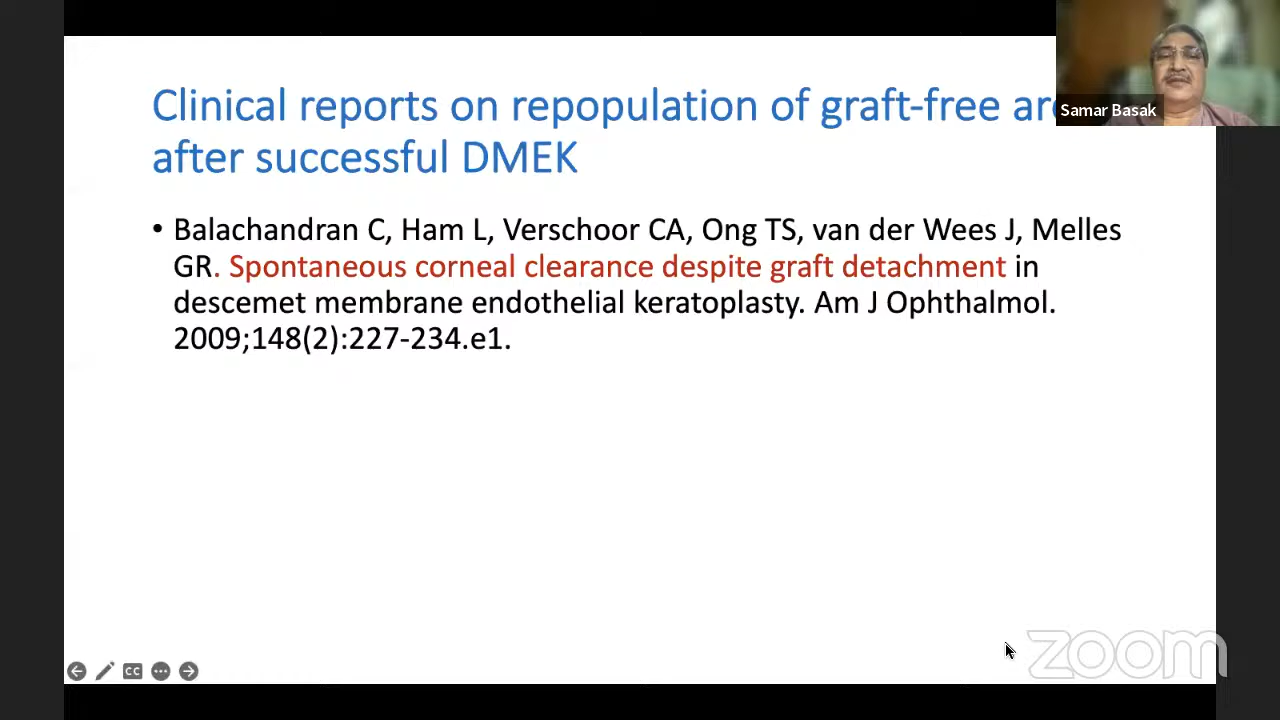 Clinical reports on repopulation of graft-free
after successful DMEK
• Balachandran C, Ham L, Verschoor CA, Ong TS, van der Wees J, Melles
GR. Spontaneous corneal clearance despite graft detachment in
descemet membrane endothelial keratoplasty. Am J Ophthalmol.
2009;148(2):227-234.e1.
Samar Basak
CC
zoom